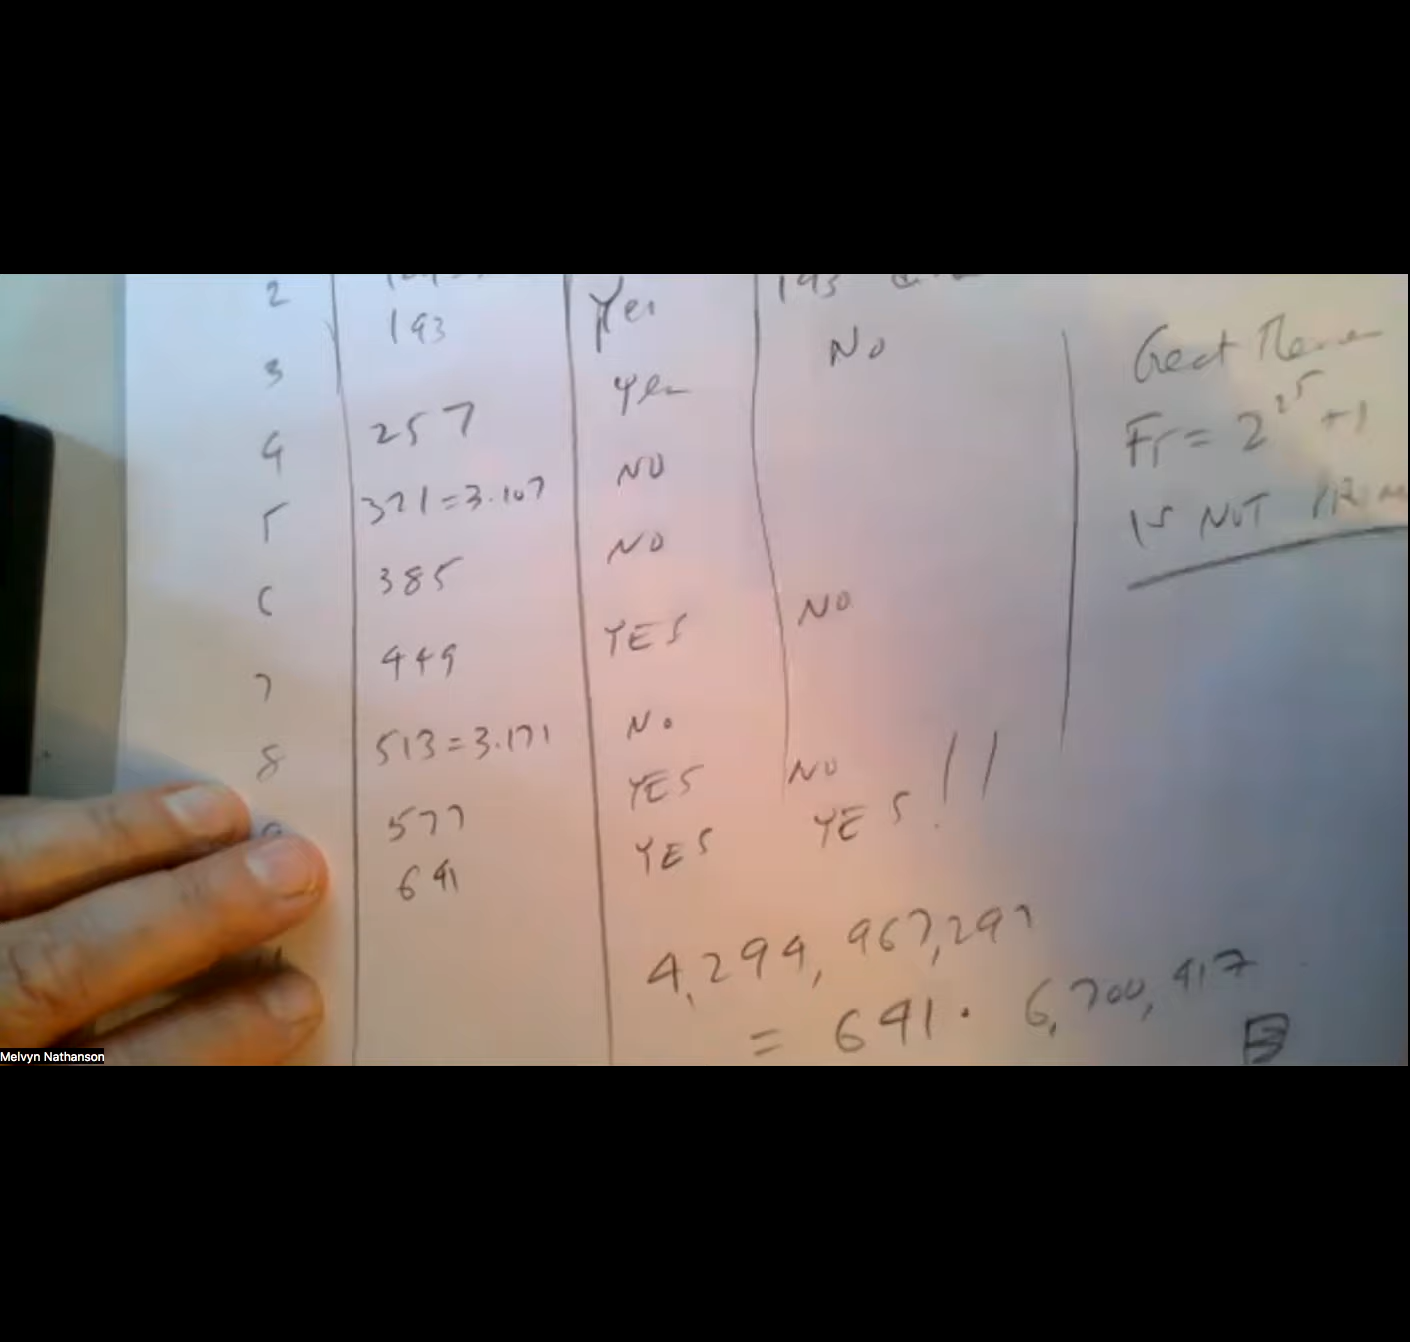 2 Yes 193
193 No
3 Yes
4 257 NO
5 321=3.107 NO
6 385 YES NO
7 449 No
8 513=3.171 YES NO
577 YES YES!!
641
Great
F5 = 2^2^5 +1
IS NOT PRIM
4,294,967,297
= 641 . 6,700,417
Melvyn Nathanson